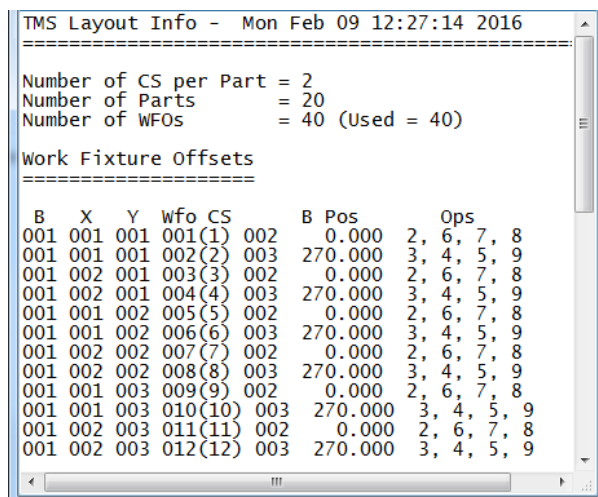 TMS Layout Info -  Mon Feb 09 12:27:14 2016
===========================================================
Number of CS per Part = 2
Number of Parts       = 20
Number of WFOs        = 40 (Used = 40)
Work Fixture Offsets
====================
B   X   Y  Wfo CS       B Pos       Ops
001 001 001 001(1) 002     0.000  2, 6, 7, 8
001 001 001 002(2) 003   270.000  3, 4, 5, 9
001 002 001 003(3) 002     0.000  2, 6, 7, 8
001 002 001 004(4) 003   270.000  3, 4, 5, 9
001 001 002 005(5) 002     0.000  2, 6, 7, 8
001 001 002 006(6) 003   270.000  3, 4, 5, 9
001 002 002 007(7) 002     0.000  2, 6, 7, 8
001 002 002 008(8) 003   270.000  3, 4, 5, 9
001 001 003 009(9) 002     0.000  2, 6, 7, 8
001 001 003 010(10) 003   270.000  3, 4, 5, 9
001 002 003 011(11) 002     0.000  2, 6, 7, 8
001 002 003 012(12) 003   270.000  3, 4, 5, 9